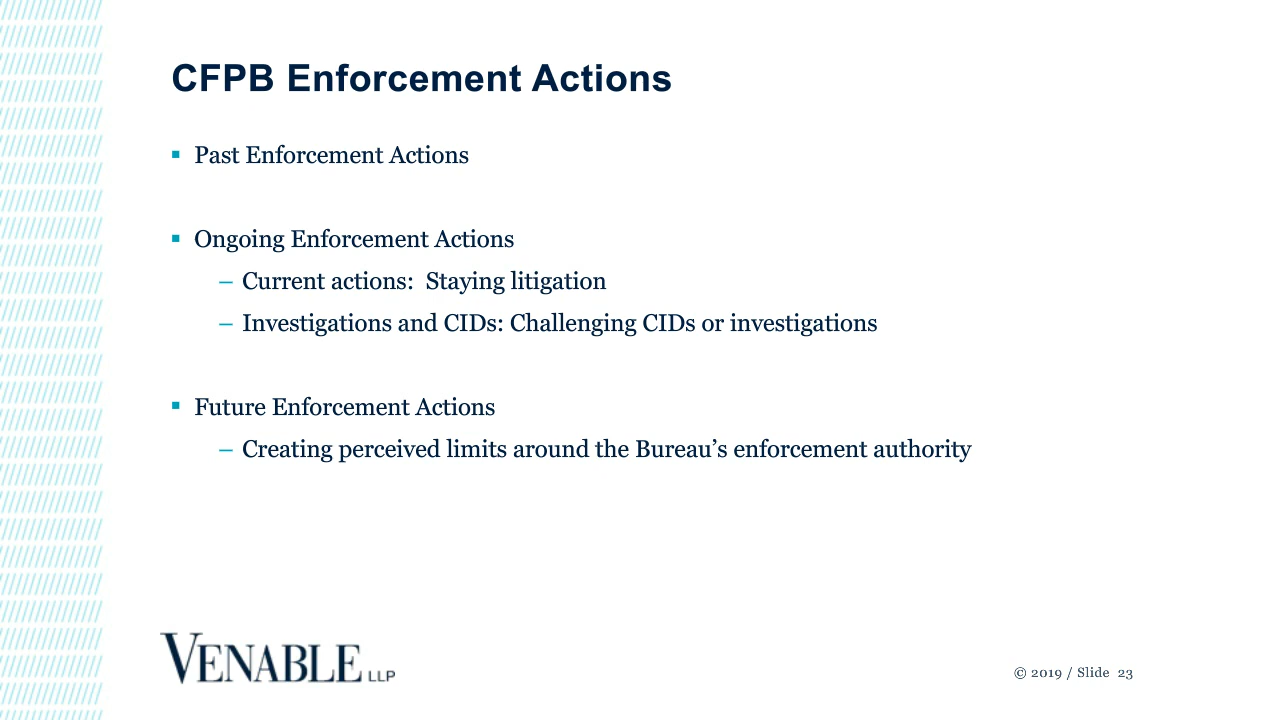 CFPB Enforcement Actions
▪ Past Enforcement Actions
▪ Ongoing Enforcement Actions
– Current actions:  Staying litigation
– Investigations and CIDs: Challenging CIDs or investigations
▪ Future Enforcement Actions
– Creating perceived limits around the Bureau’s enforcement authority
VENABLE LLP
© 2019 / Slide  23